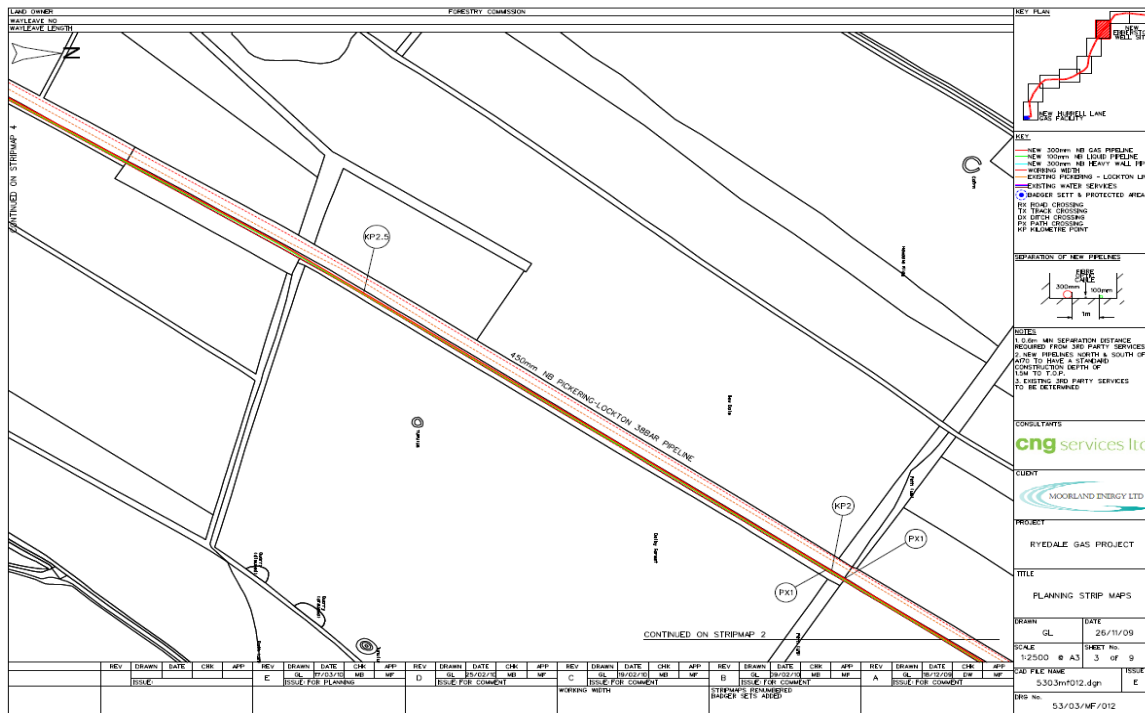 LAND OWNER
FORESTRY COMMISSION
WAYLEAVE NO
WAYLEAVE LENGTH
N
CONTINUED ON STRIPMAP 4
KP2.5
450mm NB PICKERING-LOCKTON 38BAR PIPELINE
Tumulus
KP2
PX1
PX1
CONTINUED ON STRIPMAP 2
KEY PLAN
NEW
WELL SIT
NEW HURRELL LANE
GAS FACILITY
KEY
NEW 300mm NB GAS PIPELINE
NEW 100mm NB LIQUID PIPELINE
NEW 300mm NB HEAVY WALL PIP
WORKING WIDTH
EXISTING PICKERING - LOCKTON LI
EXISTING WATER SERVICES
BADGER SETT & PROTECTED AREA
RX ROAD CROSSING
TX TRACK CROSSING
DX DITCH CROSSING
PX PATH CROSSING
KP KILOMETRE POINT
SEPARATION OF NEW PIPELINES
FIBRE
OPTIC
CABLE
300mm
100mm
1m
NOTES
1. 0.6m MIN SEPARATION DISTANCE
REQUIRED FROM 3RD PARTY SERVICES
2. NEW PIPELINES NORTH & SOUTH OF
A170 TO HAVE A STANDARD
CONSTRUCTION DEPTH OF
1.5M TO T.O.P.
3. EXISTING 3RD PARTY SERVICES
TO BE DETERMINED
CONSULTANTS
cng services ltd
CLIENT
MOORLAND ENERGY LTD
PROJECT
RYEDALE GAS PROJECT
TITLE
PLANNING STRIP MAPS
DRAWN DATE
GL 26/11/09
SCALE SHEET No.
1:2500 @ A3 3 of 9
CAD FILE NAME ISSUE
5303mf012.dgn E
DRG No.
53/03/MF/012
REV DRAWN DATE CHK APP
ISSUE:
REV DRAWN DATE CHK APP
E GL 17/03/10 MB MF
ISSUE: FOR PLANNING
REV DRAWN DATE CHK APP
D GL 25/02/10 MB MF
ISSUE: FOR COMMENT
REV DRAWN DATE CHK APP
C GL 19/02/10 MB MF
ISSUE: FOR COMMENT
WORKING WIDTH
REV DRAWN DATE CHK APP
B GL 09/02/10 MB MF
ISSUE: FOR COMMENT
STRIPMAPS RENUMBERED
BADGER SETS ADDED
REV DRAWN DATE CHK APP
A GL 18/12/09 DW MF
ISSUE: FOR COMMENT